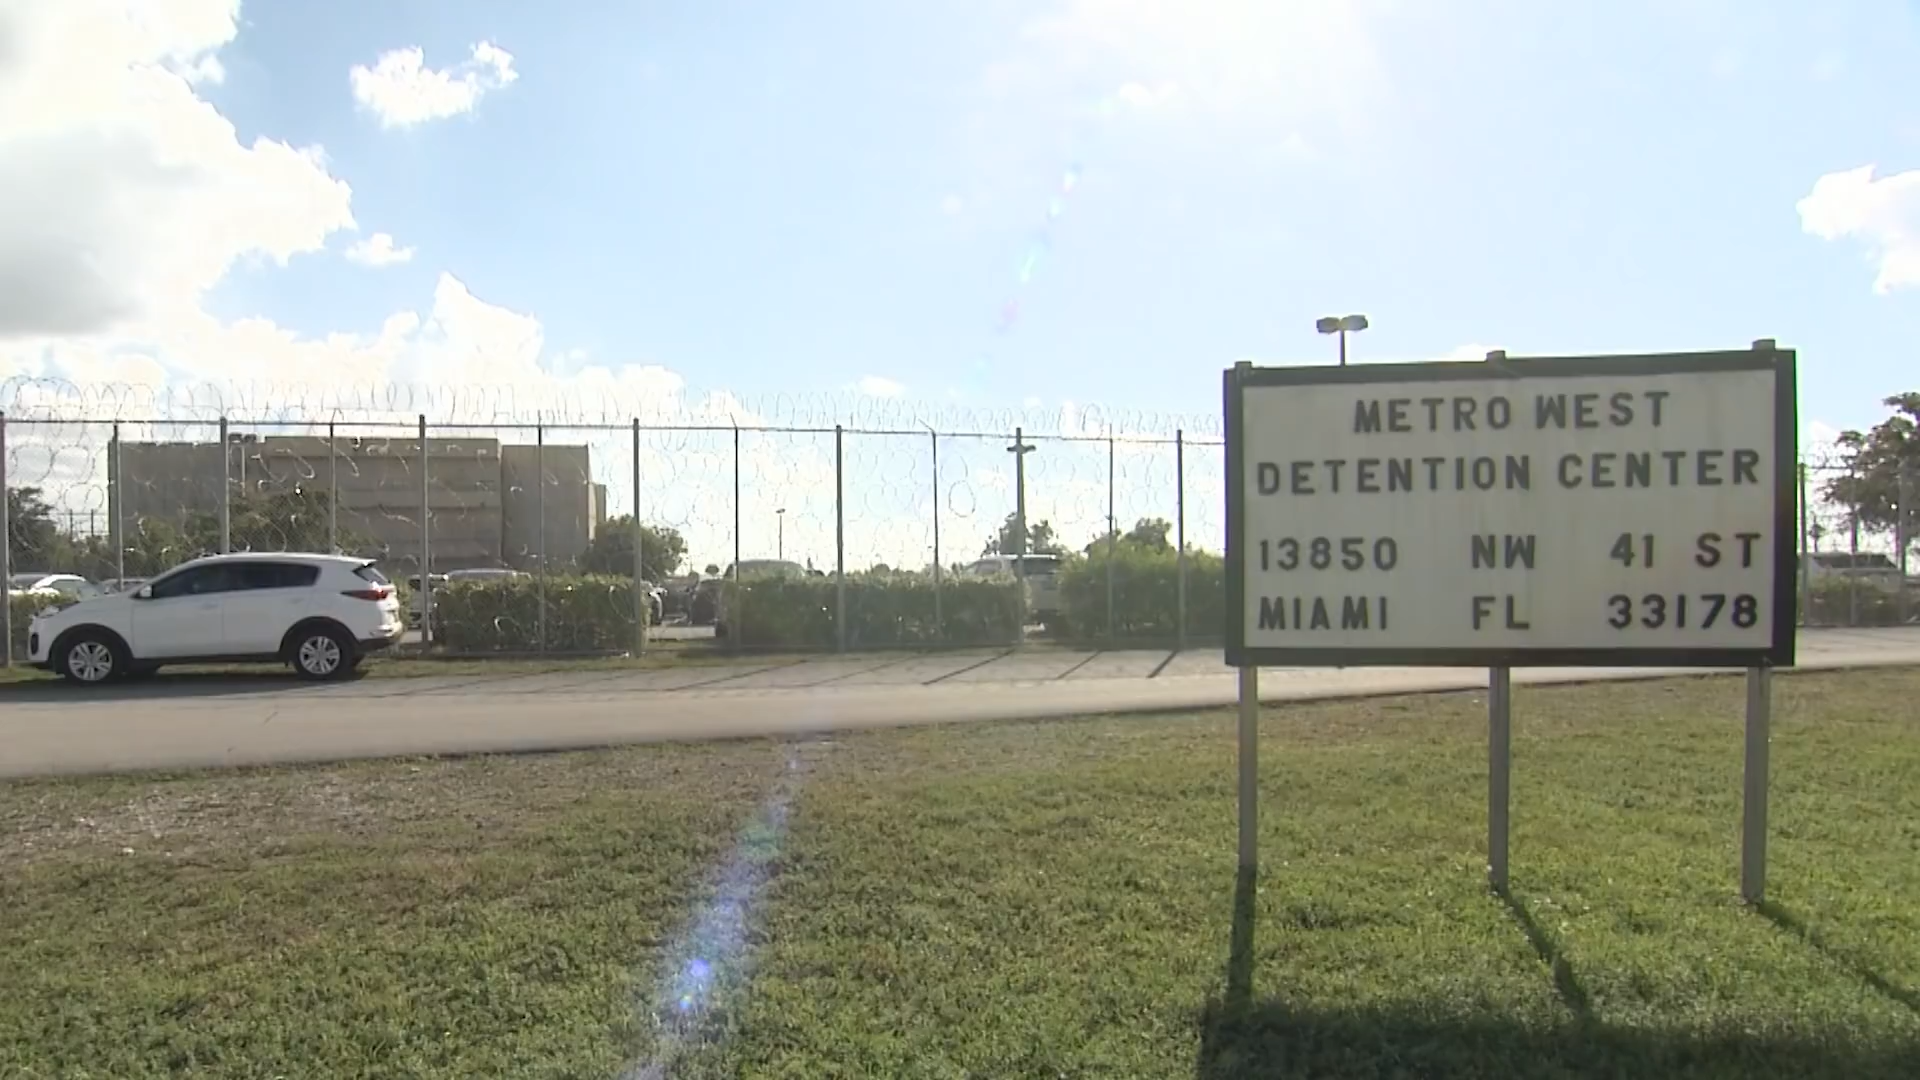 METRO WEST
DETENTION CENTER
13850 NW 41 ST
MIAMI FL 33178